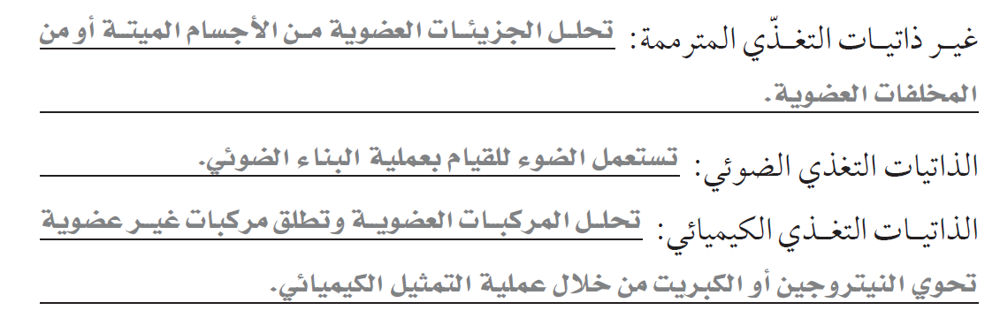 غير ذاتيات التغذّي المترممة: تحلل الجزيئات العضوية من الأجسام الميتة أو من
المخلفات العضوية.
الذاتيات التغذي الضوئي: تستعمل الضوء للقيام بعملية البناء الضوئي.
الذاتيات التغذي الكيميائي: تحلل المركبات العضوية وتطلق مركبات غير عضوية
تحوي النيتروجين أو الكبريت من خلال عملية التمثيل الكيميائي.